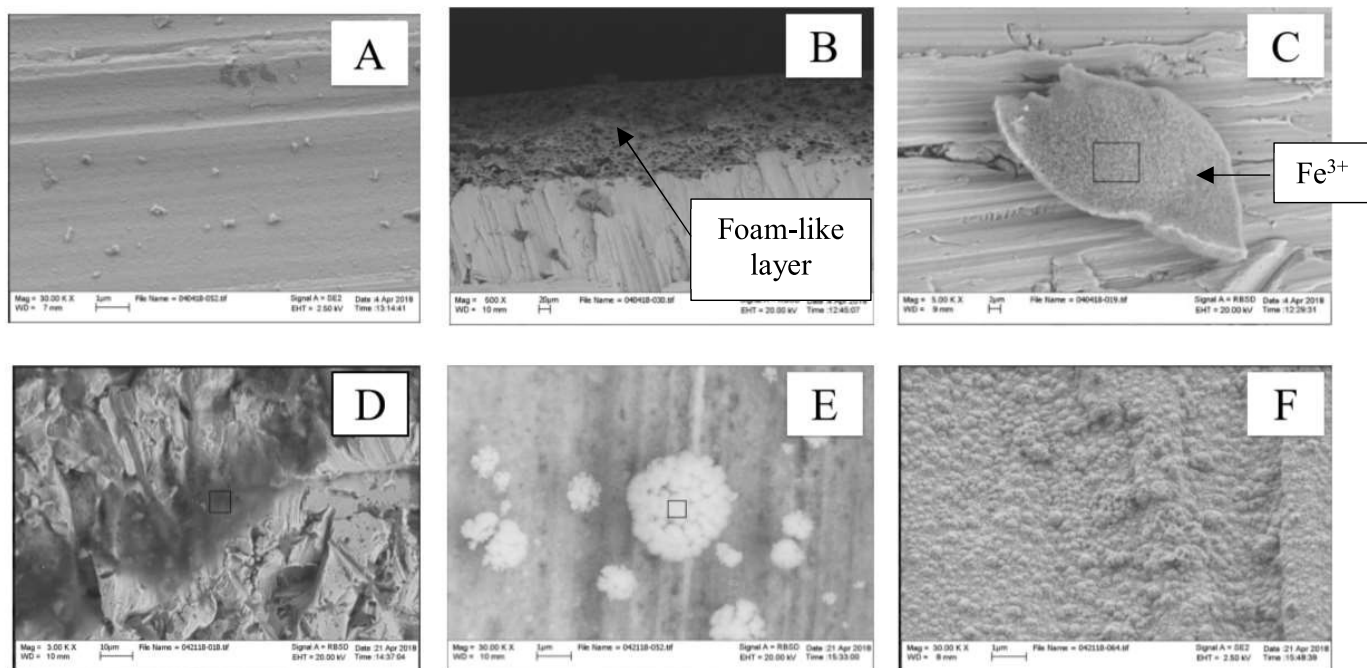 A
Mag = 30.00 K X
1µm
File Name = 040418-052.tif
Signal A = SE2
Date :4 Apr 2018
WD = 7 mm
EHT = 2.50 kV
Time :13:14:41
B
Foam-like
layer
Mag = 500 X
20µm
File Name = 040418-030.tif
WD = 10 mm
EHT = 20.00 kV
Time :12:45:07
C
Fe³⁺
Mag = 5.00 K X
2µm
File Name = 040418-019.tif
Signal A = RBSD
Date :4 Apr 2018
WD = 9 mm
EHT = 20.00 kV
Time :12:29:31
D
Mag = 3.00 K X
10µm
File Name = 042118-018.tif
Signal A = RBSD
Date :21 Apr 2018
WD = 10 mm
EHT = 20.00 kV
Time :14:37:04
E
Mag = 30.00 K X
1µm
File Name = 042118-052.tif
Signal A = RBSD
Date :21 Apr 2018
WD = 10 mm
EHT = 20.00 kV
Time :15:33:00
F
Mag = 30.00 K X
1µm
File Name = 042118-064.tif
Signal A = SE2
Date :21 Apr 2018
WD = 8 mm
EHT = 2.50 kV
Time :15:48:39